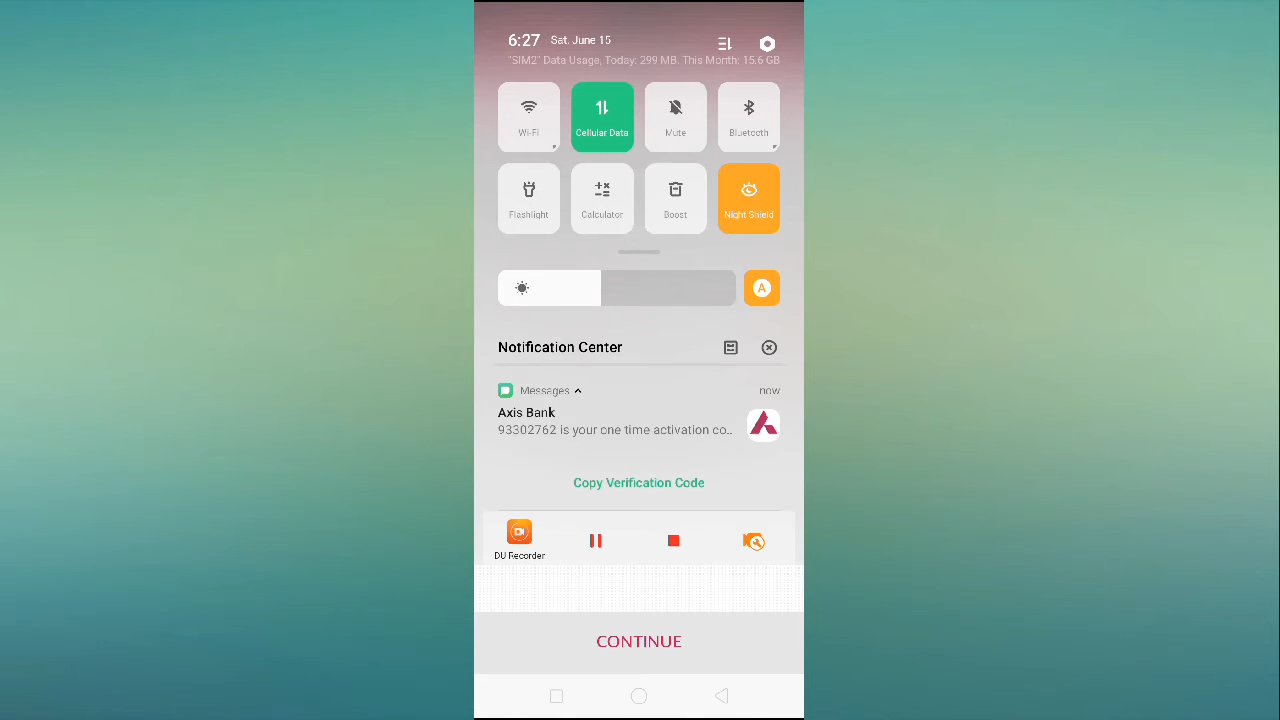 6:27 Sat, June 15
"SIM2" Data Usage, Today: 299 MB. This Month: 15.6 GB
Wi-Fi Cellular Data Mute Bluetooth
Flashlight Calculator Boost Night Shield
A
Notification Center
Messages now
Axis Bank
93302762 is your one time activation co..
Copy Verification Code
DU Recorder
CONTINUE